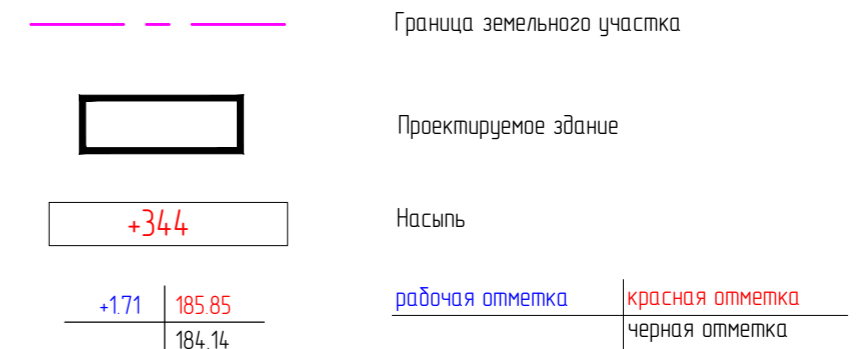 Граница земельного участка
Проектируемое здание
+344 Насыпь
+1.71 185.85 рабочая отметка красная отметка
184.14 черная отметка